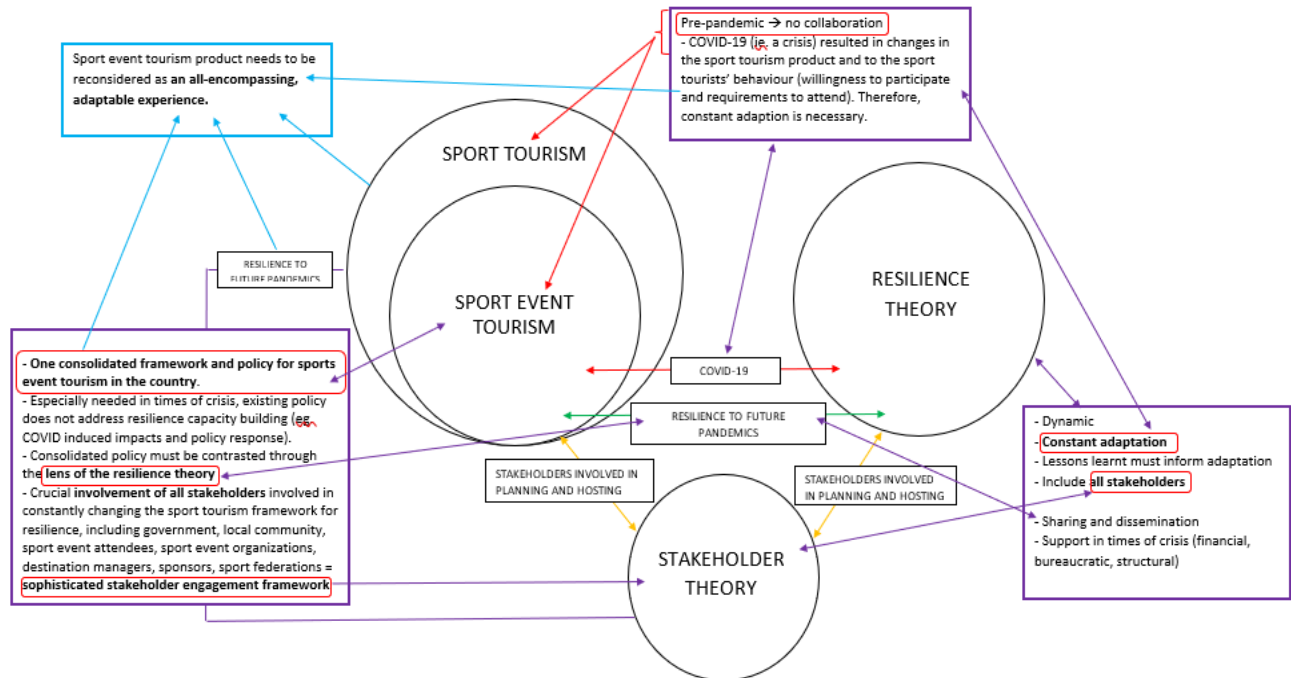 Pre-pandemic → no collaboration
- COVID-19 (ie. a crisis) resulted in changes in
the sport tourism product and to the sport
tourists' behaviour (willingness to participate
and requirements to attend). Therefore,
constant adaption is necessary.
Sport event tourism product needs to be
reconsidered as an all-encompassing,
adaptable experience.
SPORT TOURISM
RESILIENCE TO
FUTURE PANDEMICS
SPORT EVENT
TOURISM
RESILIENCE
THEORY
- One consolidated framework and policy for sports
event tourism in the country.
- Especially needed in times of crisis, existing policy
does not address resilience capacity building (eg.
COVID induced impacts and policy response).
- Consolidated policy must be contrasted through
the lens of the resilience theory
- Crucial involvement of all stakeholders involved in
constantly changing the sport tourism framework for
resilience, including government, local community,
sport event attendees, sport event organizations,
destination managers, sponsors, sport federations =
sophisticated stakeholder engagement framework
COVID-19
RESILIENCE TO FUTURE
PANDEMICS
STAKEHOLDERS INVOLVED IN
PLANNING AND HOSTING
STAKEHOLDERS INVOLVED
IN PLANNING AND HOSTING
- Dynamic
- Constant adaptation
- Lessons learnt must inform adaptation
- Include all stakeholders
- Sharing and dissemination
- Support in times of crisis (financial,
bureaucratic, structural)
STAKEHOLDER
THEORY